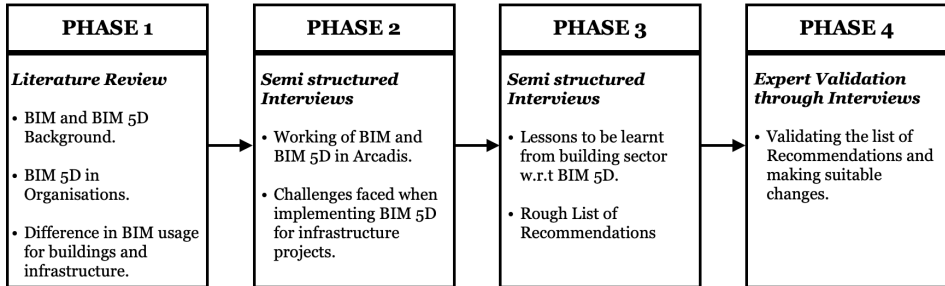 PHASE 1
Literature Review
• BIM and BIM 5D
Background.
• BIM 5D in
Organisations.
• Difference in BIM usage
for buildings and
infrastructure.
PHASE 2
Semi structured
Interviews
• Working of BIM and
BIM 5D in Arcadis.
• Challenges faced when
implementing BIM 5D
for infrastructure
projects.
PHASE 3
Semi structured
Interviews
• Lessons to be learnt
from building sector
w.r.t BIM 5D.
• Rough List of
Recommendations
PHASE 4
Expert Validation
through Interviews
• Validating the list of
Recommendations and
making suitable
changes.